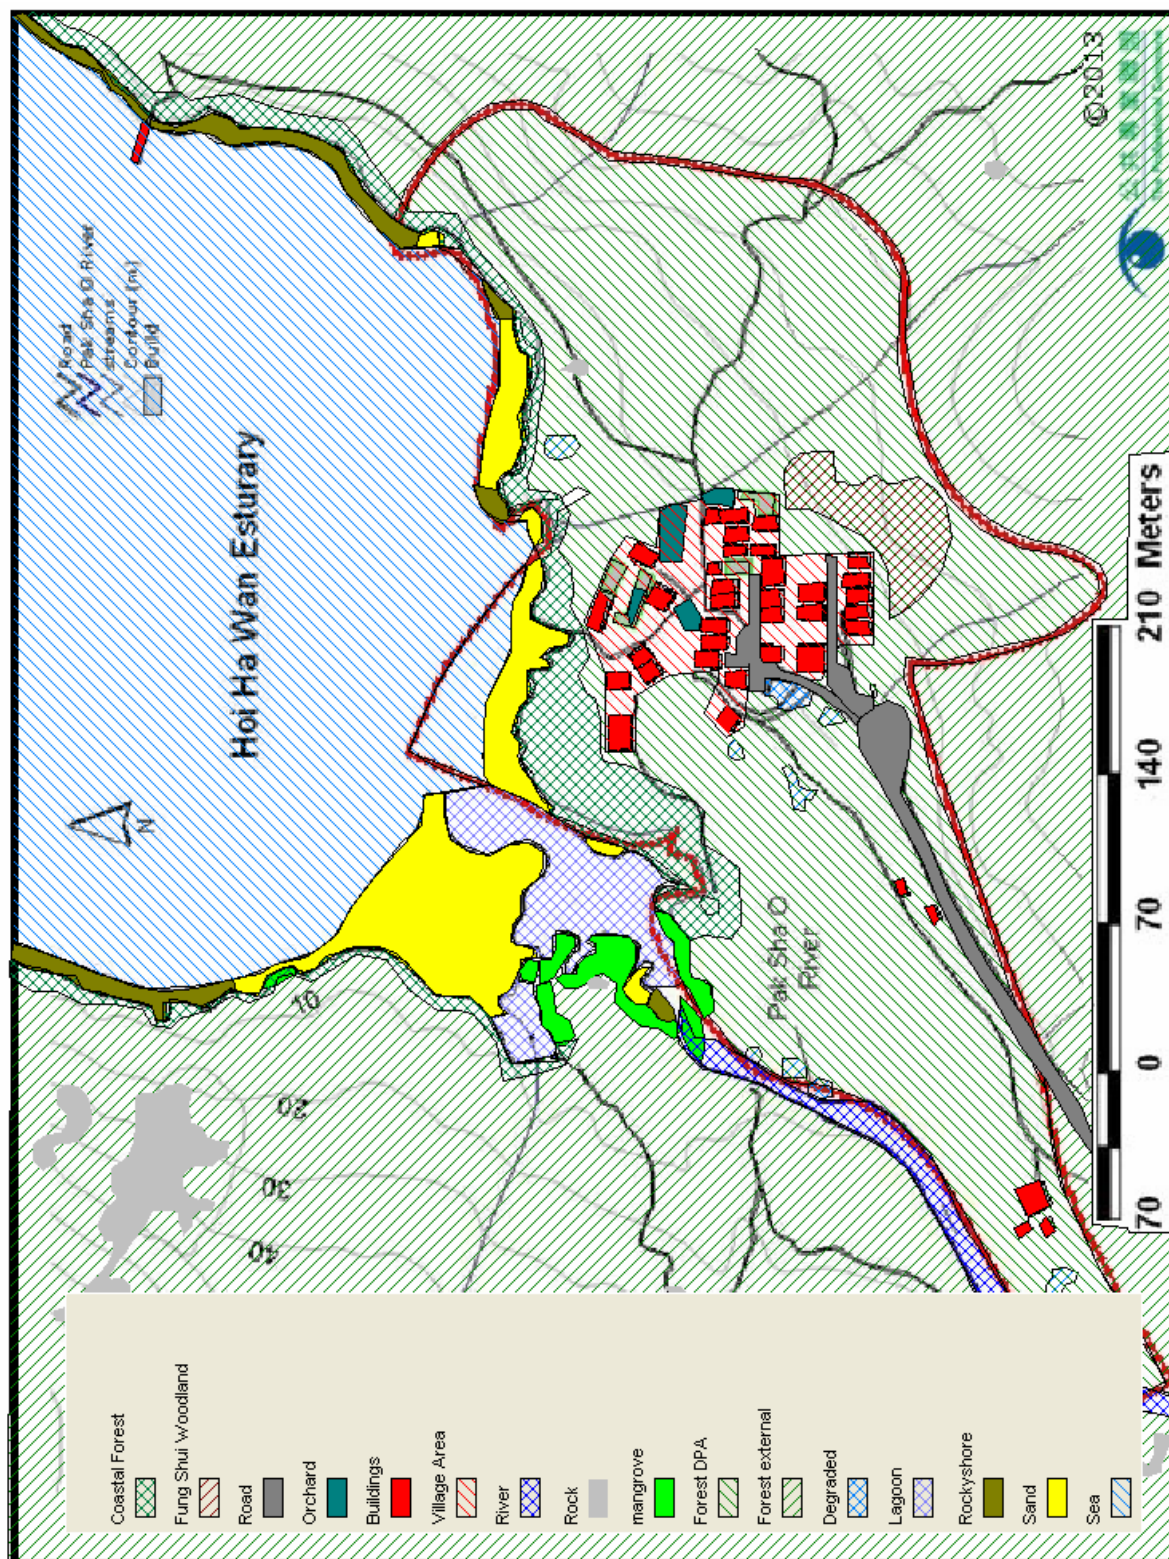 Hoi Ha Wan Esturary
Road
Pak Sha O River
streams
Contour (m)
Build
N
10
20
30
40
Pak Sha O
River
©2013
70 0 70 140 210 Meters
Coastal Forest
Fung Shui Woodland
Road
Orchard
Buildings
Village Area
River
Rock
mangrove
Forest DPA
Forest external
Degraded
Lagoon
Rockyshore
Sand
Sea